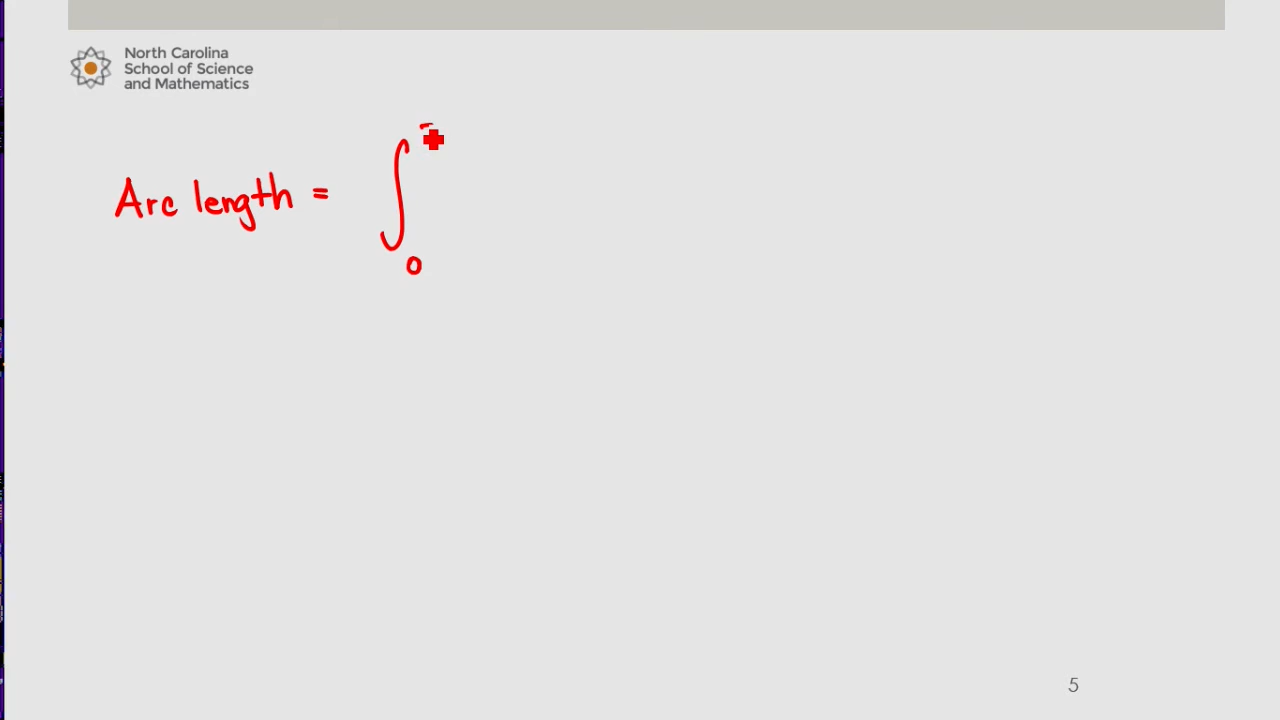 North Carolina
School of Science
and Mathematics
Arc length = ∫
0
5